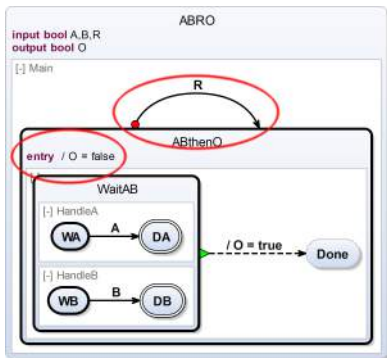 ABRO
input bool A,B,R
output bool O
[-] Main
R
ABthenO
entry / O = false
WaitAB
[-] HandleA
WA
A
DA
/ O = true
Done
[-] HandleB
WB
B
DB